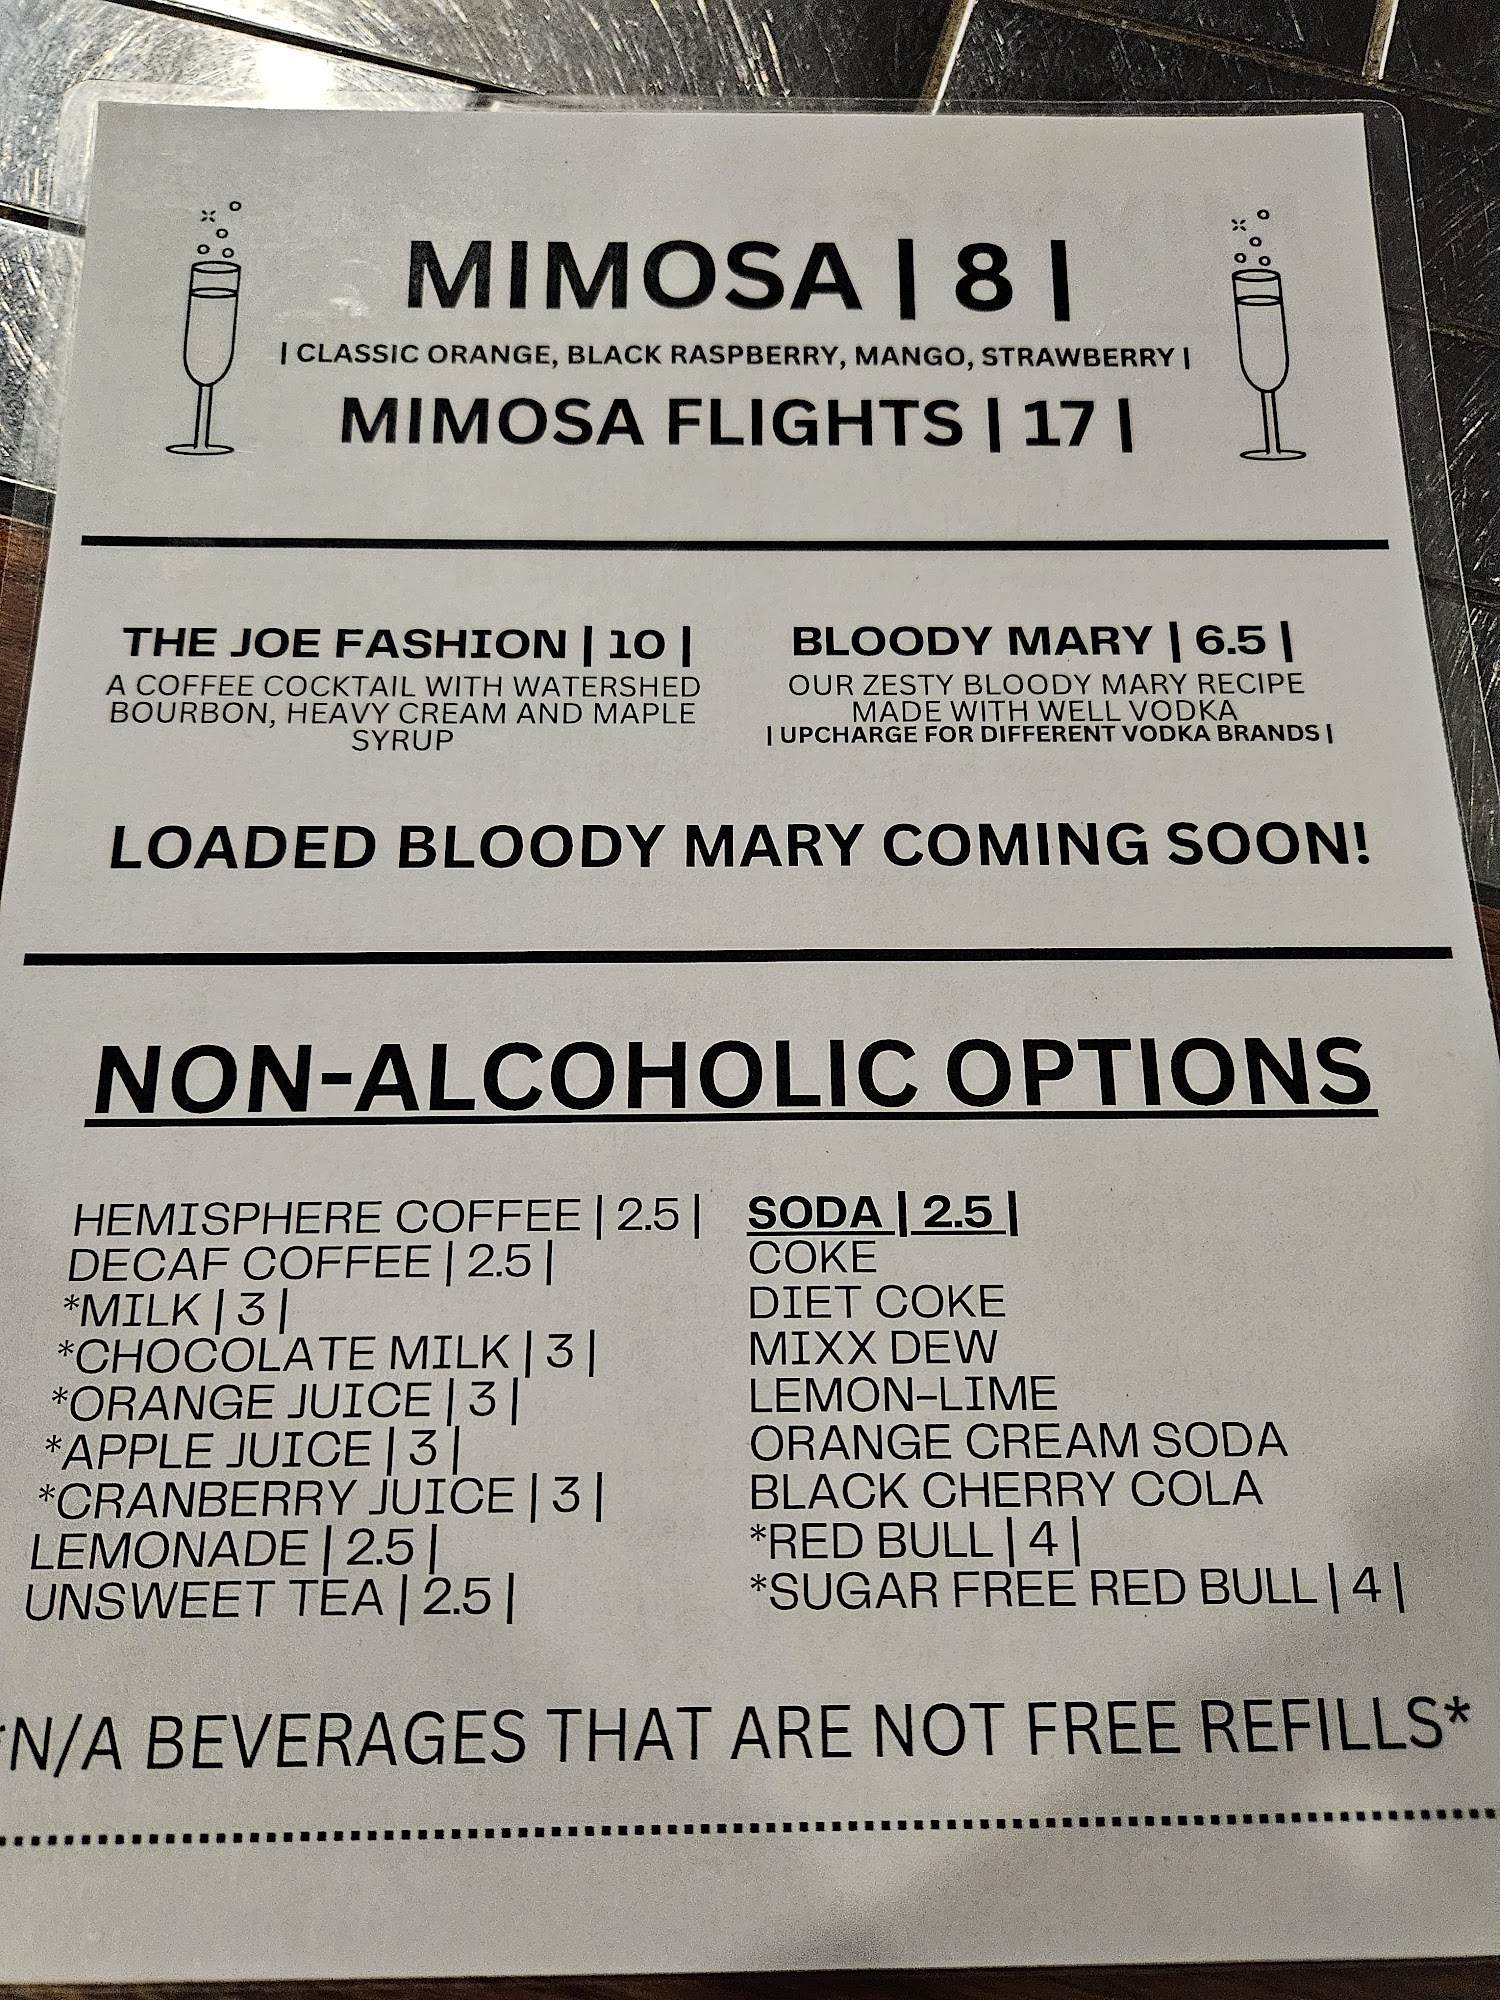 MIMOSA | 8 |
| CLASSIC ORANGE, BLACK RASPBERRY, MANGO, STRAWBERRY |
MIMOSA FLIGHTS | 17 |
THE JOE FASHION | 10 |
A COFFEE COCKTAIL WITH WATERSHED
BOURBON, HEAVY CREAM AND MAPLE
SYRUP
BLOODY MARY | 6.5 |
OUR ZESTY BLOODY MARY RECIPE
MADE WITH WELL VODKA
| UPCHARGE FOR DIFFERENT VODKA BRANDS |
LOADED BLOODY MARY COMING SOON!
NON-ALCOHOLIC OPTIONS
HEMISPHERE COFFEE | 2.5 |
DECAF COFFEE | 2.5 |
*MILK | 3 |
*CHOCOLATE MILK | 3 |
*ORANGE JUICE | 3 |
*APPLE JUICE | 3 |
*CRANBERRY JUICE | 3 |
LEMONADE | 2.5 |
UNSWEET TEA | 2.5 |
SODA | 2.5 |
COKE
DIET COKE
MIXX DEW
LEMON-LIME
ORANGE CREAM SODA
BLACK CHERRY COLA
*RED BULL | 4 |
*SUGAR FREE RED BULL | 4 |
*N/A BEVERAGES THAT ARE NOT FREE REFILLS*